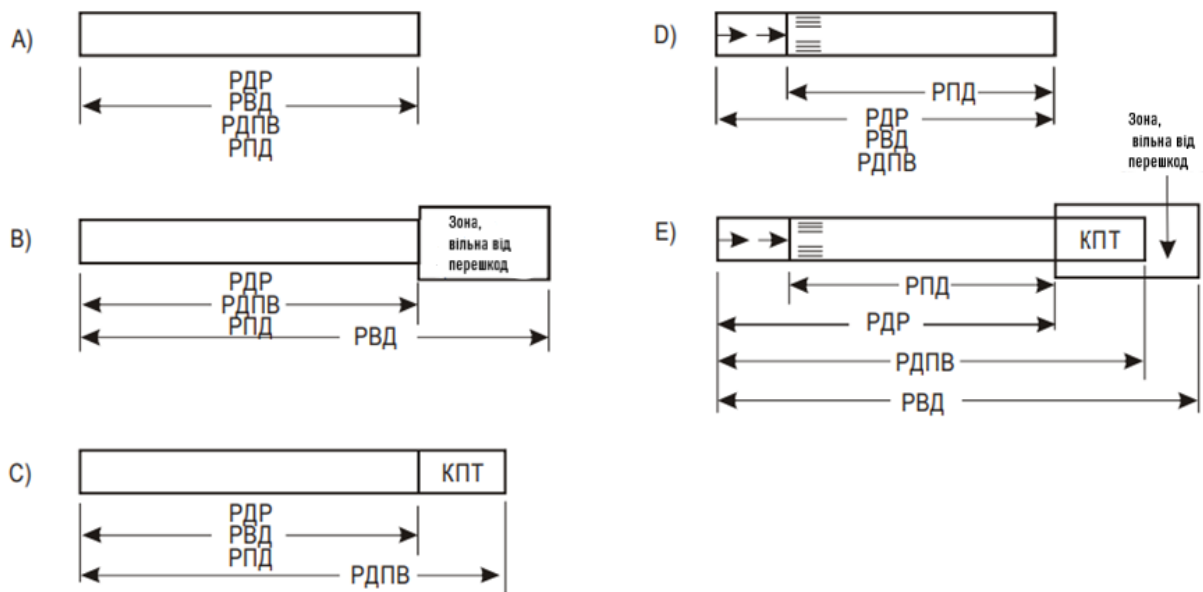 A)
РДР
РВД
РДПВ
РПД
B)
Зона,
вільна від
перешкод
РДР
РДПВ
РПД
РВД
C)
КПТ
РДР
РВД
РПД
РДПВ
D)
РПД
РДР
РВД
РДПВ
Зона,
вільна від
перешкод
E)
КПТ
РПД
РДР
РДПВ
РВД